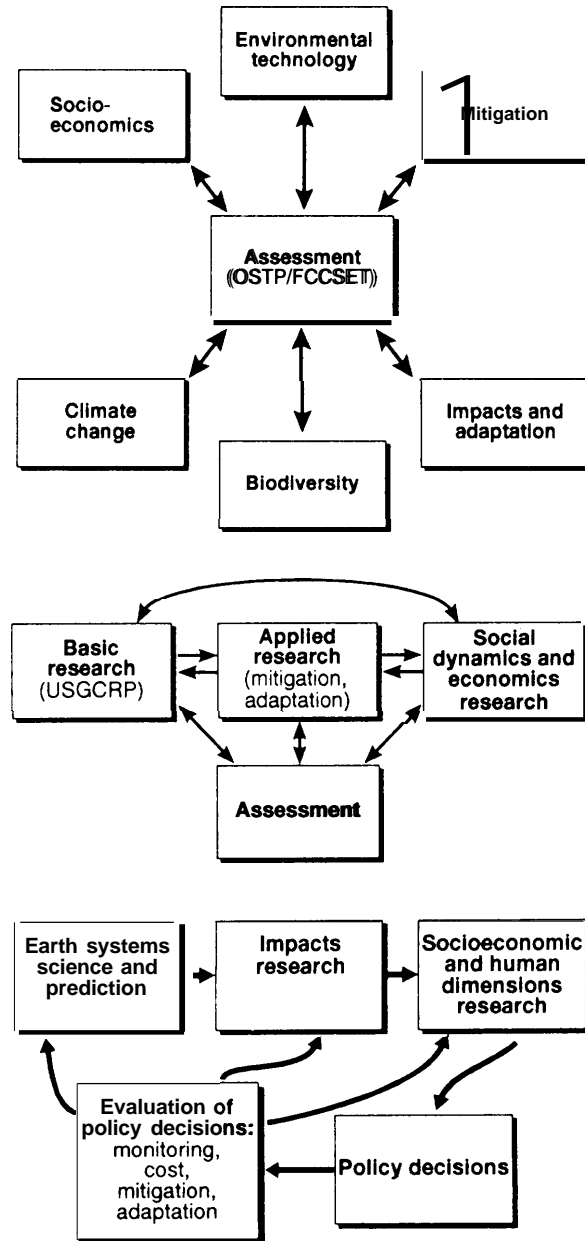 Environmental
technology
Socio-
economics
Mitigation
Assessment
(OSTP/FCCSET)
Climate
change
Impacts and
adaptation
Biodiversity
Basic
research
(USGCRP)
Applied
research
(mitigation,
adaptation)
Social
dynamics and
economics
research
Assessment
Earth systems
science and
prediction
Impacts
research
Socioeconomic
and human
dimensions
research
Evaluation of
policy decisions:
monitoring,
cost,
mitigation,
adaptation
Policy decisions